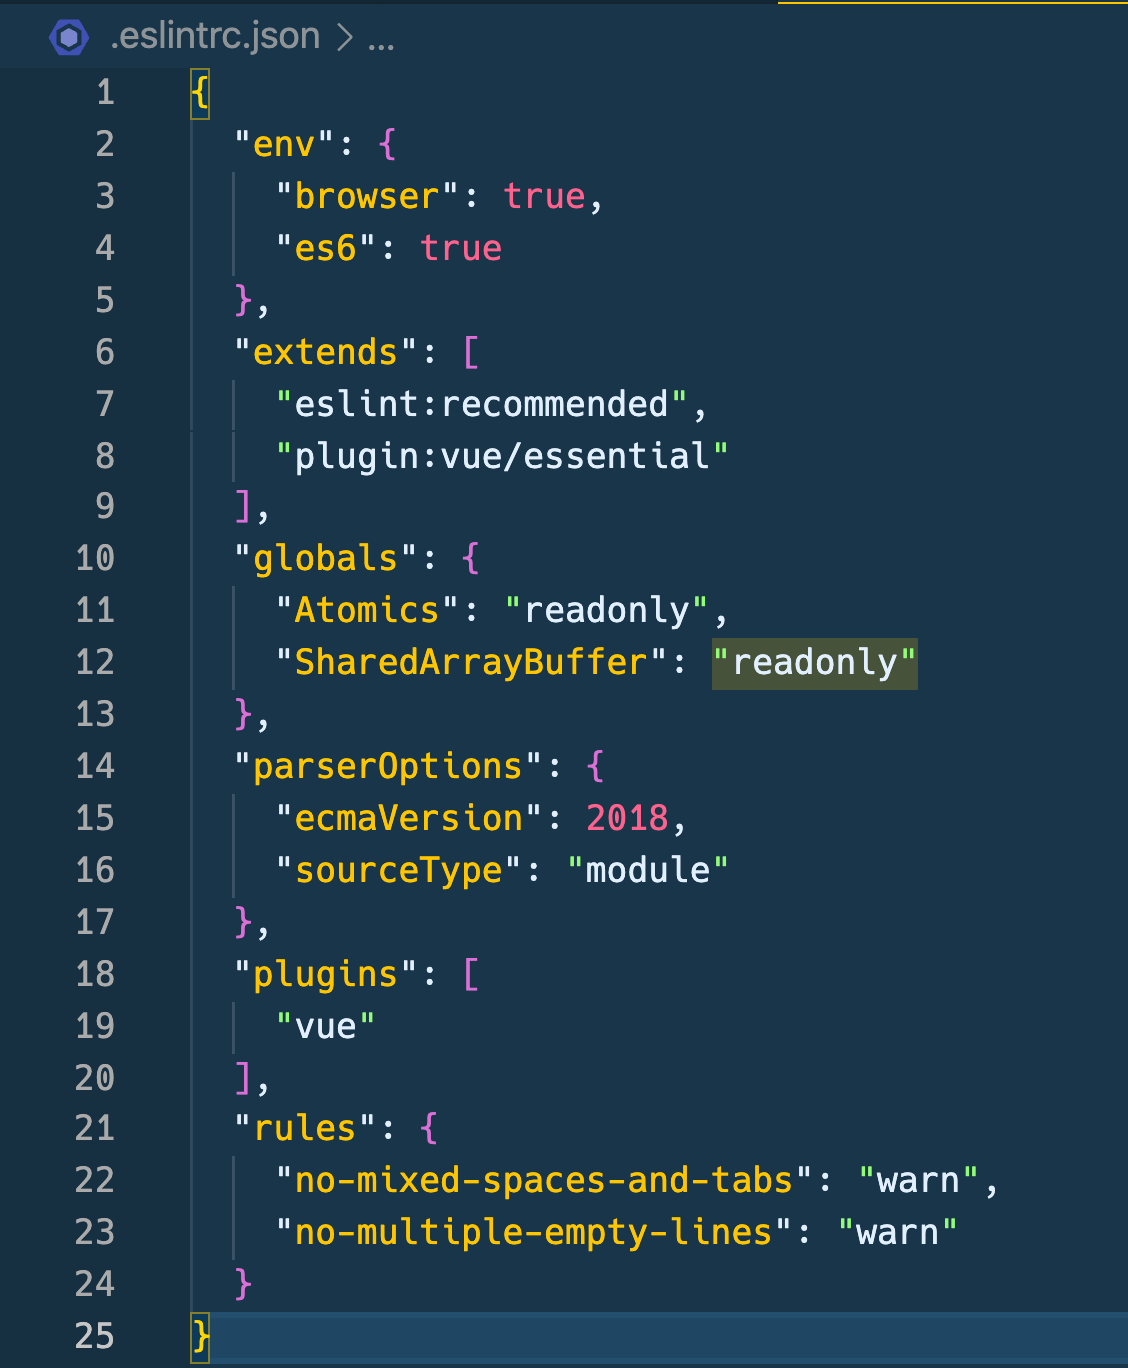 .eslintrc.json > ...
1 {
2   "env": {
3     "browser": true,
4     "es6": true
5   },
6   "extends": [
7     "eslint:recommended",
8     "plugin:vue/essential"
9   ],
10   "globals": {
11     "Atomics": "readonly",
12     "SharedArrayBuffer": "readonly"
13   },
14   "parserOptions": {
15     "ecmaVersion": 2018,
16     "sourceType": "module"
17   },
18   "plugins": [
19     "vue"
20   ],
21   "rules": {
22     "no-mixed-spaces-and-tabs": "warn",
23     "no-multiple-empty-lines": "warn"
24   }
25 }